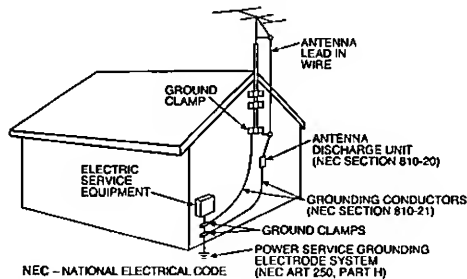 ANTENNA
LEAD IN
WIRE
GROUND
CLAMP
ANTENNA
DISCHARGE UNIT
(NEC SECTION 810-20)
ELECTRIC
SERVICE
EQUIPMENT
GROUNDING CONDUCTORS
(NEC SECTION 810-21)
GROUND CLAMPS
POWER SERVICE GROUNDING
ELECTRODE SYSTEM
(NEC ART 250, PART H)
NEC – NATIONAL ELECTRICAL CODE